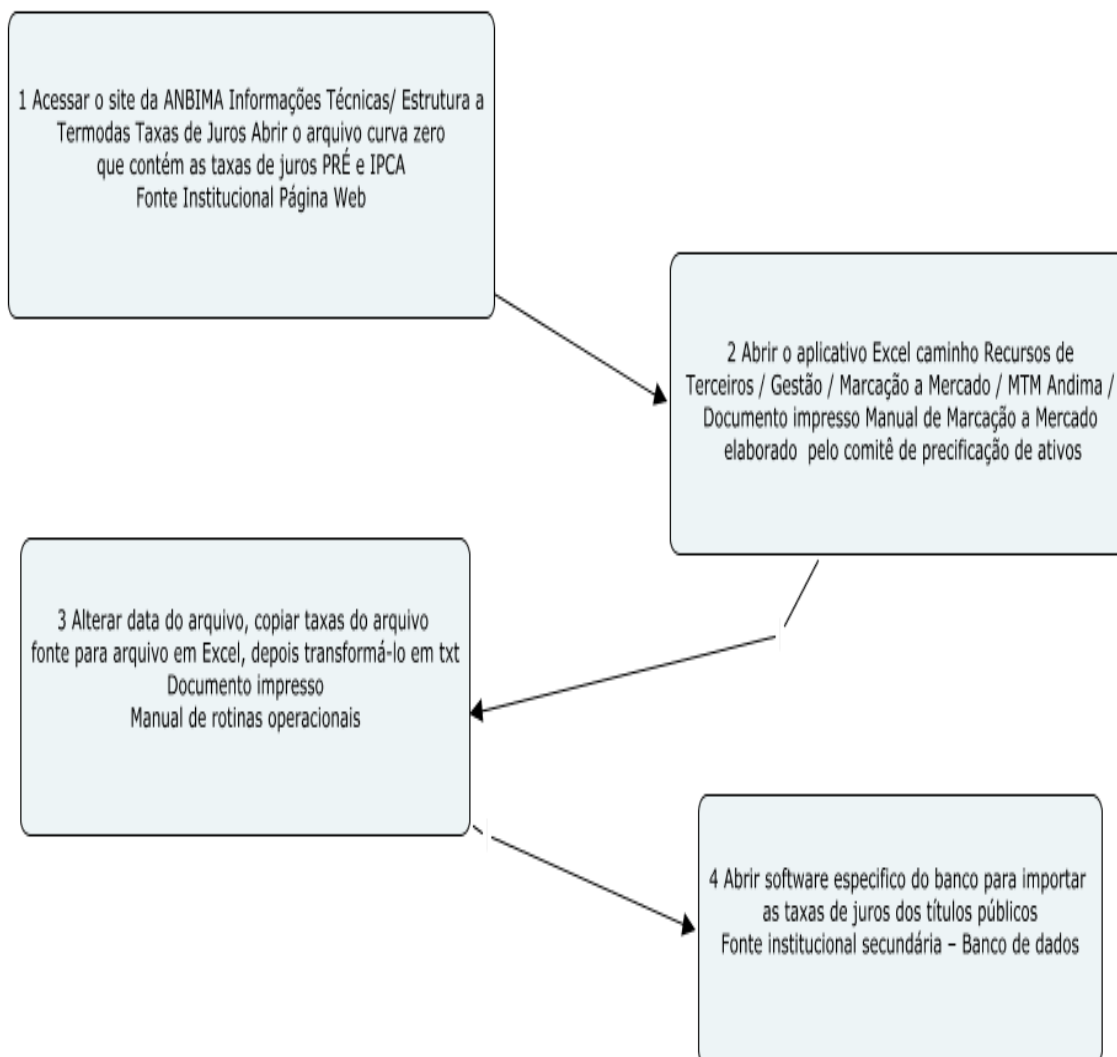 1 Acessar o site da ANBIMA Informações Técnicas/ Estrutura a
Termodas Taxas de Juros Abrir o arquivo curva zero
que contém as taxas de juros PRÉ e IPCA
Fonte Institucional Página Web
2 Abrir o aplicativo Excel caminho Recursos de
Terceiros / Gestão / Marcação a Mercado / MTM Andima /
Documento impresso Manual de Marcação a Mercado
elaborado pelo comitê de precificação de ativos
3 Alterar data do arquivo, copiar taxas do arquivo
fonte para arquivo em Excel, depois transformá-lo em txt
Documento impresso
Manual de rotinas operacionais
4 Abrir software especifico do banco para importar
as taxas de juros dos títulos públicos
Fonte institucional secundária – Banco de dados